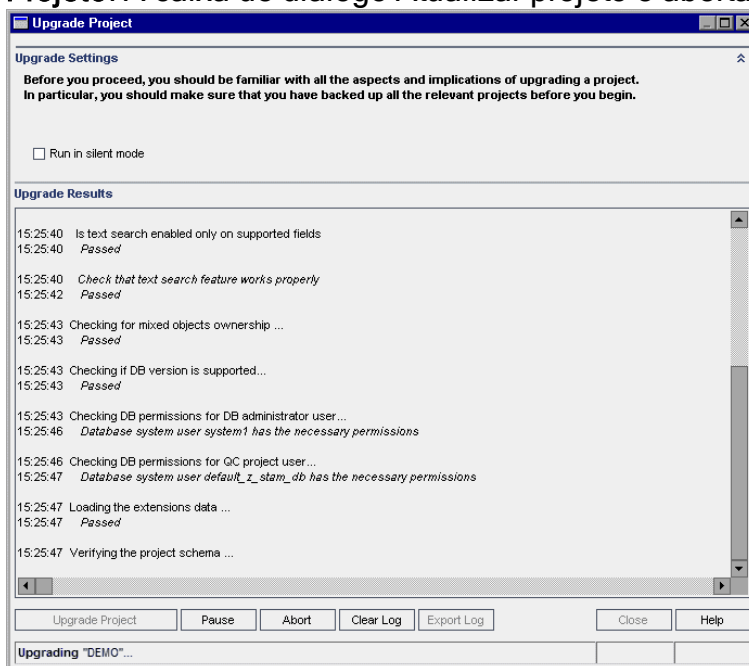 Projeto. A caixa de diálogo Atualizar projeto é aberta
Upgrade Project
Upgrade Settings
Before you proceed, you should be familiar with all the aspects and implications of upgrading a project.
In particular, you should make sure that you have backed up all the relevant projects before you begin.
Run in silent mode
Upgrade Results
15:25:40 Is text search enabled only on supported fields
15:25:40 Passed
15:25:40 Check that text search feature works properly
15:25:42 Passed
15:25:43 Checking for mixed objects ownership ...
15:25:43 Passed
15:25:43 Checking if DB version is supported...
15:25:43 Passed
15:25:43 Checking DB permissions for DB administrator user...
15:25:46 Database system user system1 has the necessary permissions
15:25:46 Checking DB permissions for QC project user...
15:25:47 Database system user default_z_stam_db has the necessary permissions
15:25:47 Loading the extensions data ...
15:25:47 Passed
15:25:47 Verifying the project schema ...
Upgrade Project Pause Abort Clear Log Export Log Close Help
Upgrading "DEMO"...